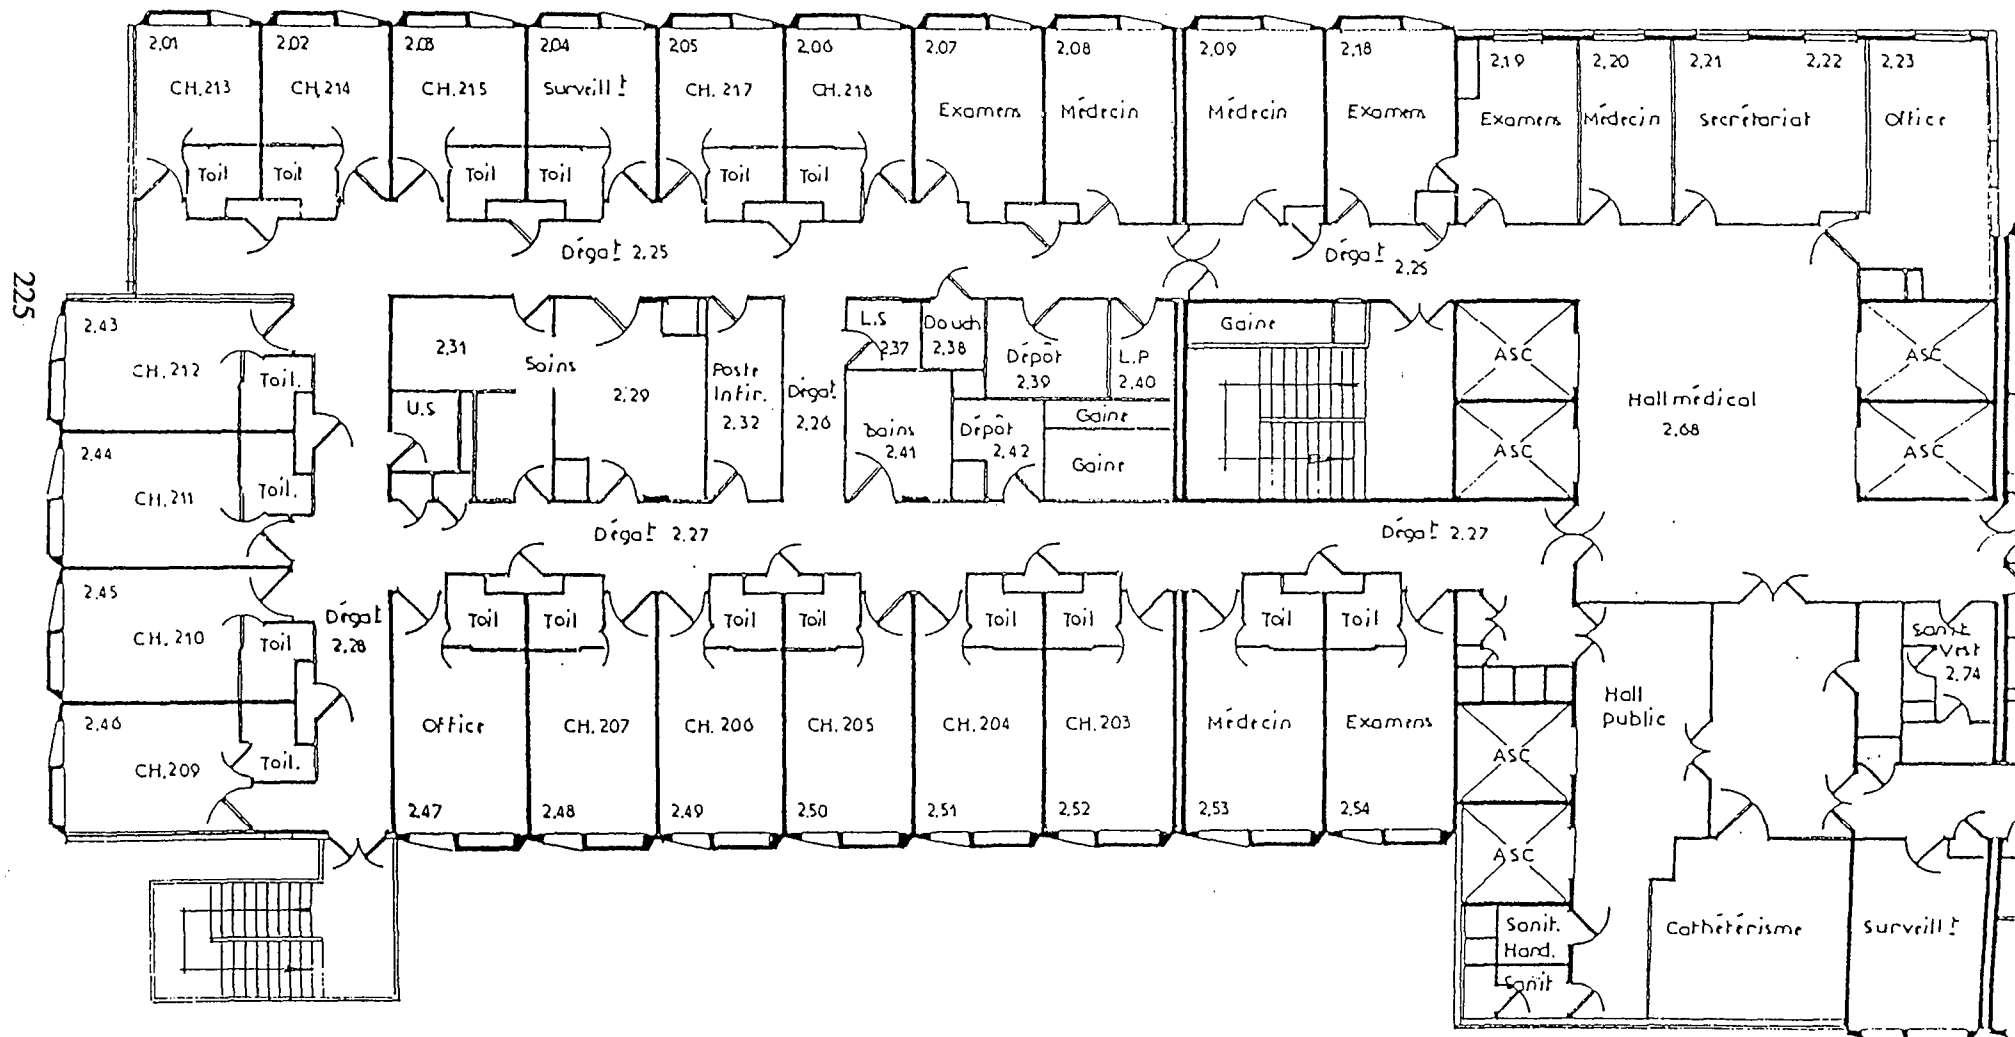 2.01 2.02 2.03 2.04 2.05 2.06 2.07 2.08 2.09 2.18 2.19 2.20 2.21 2.22 2.23
CH.213 CH.214 CH.215 Surveill.t CH.217 CH.218 Examens Médecin Médecin Examens Examens Médecin Secrétariat Office
Toil Toil Toil Toil Toil Toil
Dégat 2.25 Dégat 2.25
225
2.43
CH.212
Toil.
2.31
Soins
2.29
Poste
Infir.
2.32
Dégat
2.26
L.S
2.37
Douch
2.38
Dépôt
2.39
L.P
2.40
Gaine
ASC
ASC
Hall médical
2.68
U.S
Bains
2.41
Dépôt
2.42
Gaine
Gaine
ASC
ASC
2.44
CH.211
Toil.
Dégat 2.27 Dégat 2.27
2.45
CH.210
Toil
Dégat
2.28
Toil Toil Toil Toil Toil Toil Toil Toil
Sanit
Vest
2.74
2.46
CH.209
Toil.
Office CH.207 CH.206 CH.205 CH.204 CH.203 Médecin Examens
2.47 2.48 2.49 2.50 2.51 2.52 2.53 2.54
Hall
public
ASC
ASC
Sanit.
Hand.
Sanit
Cathétérisme
Surveill.t